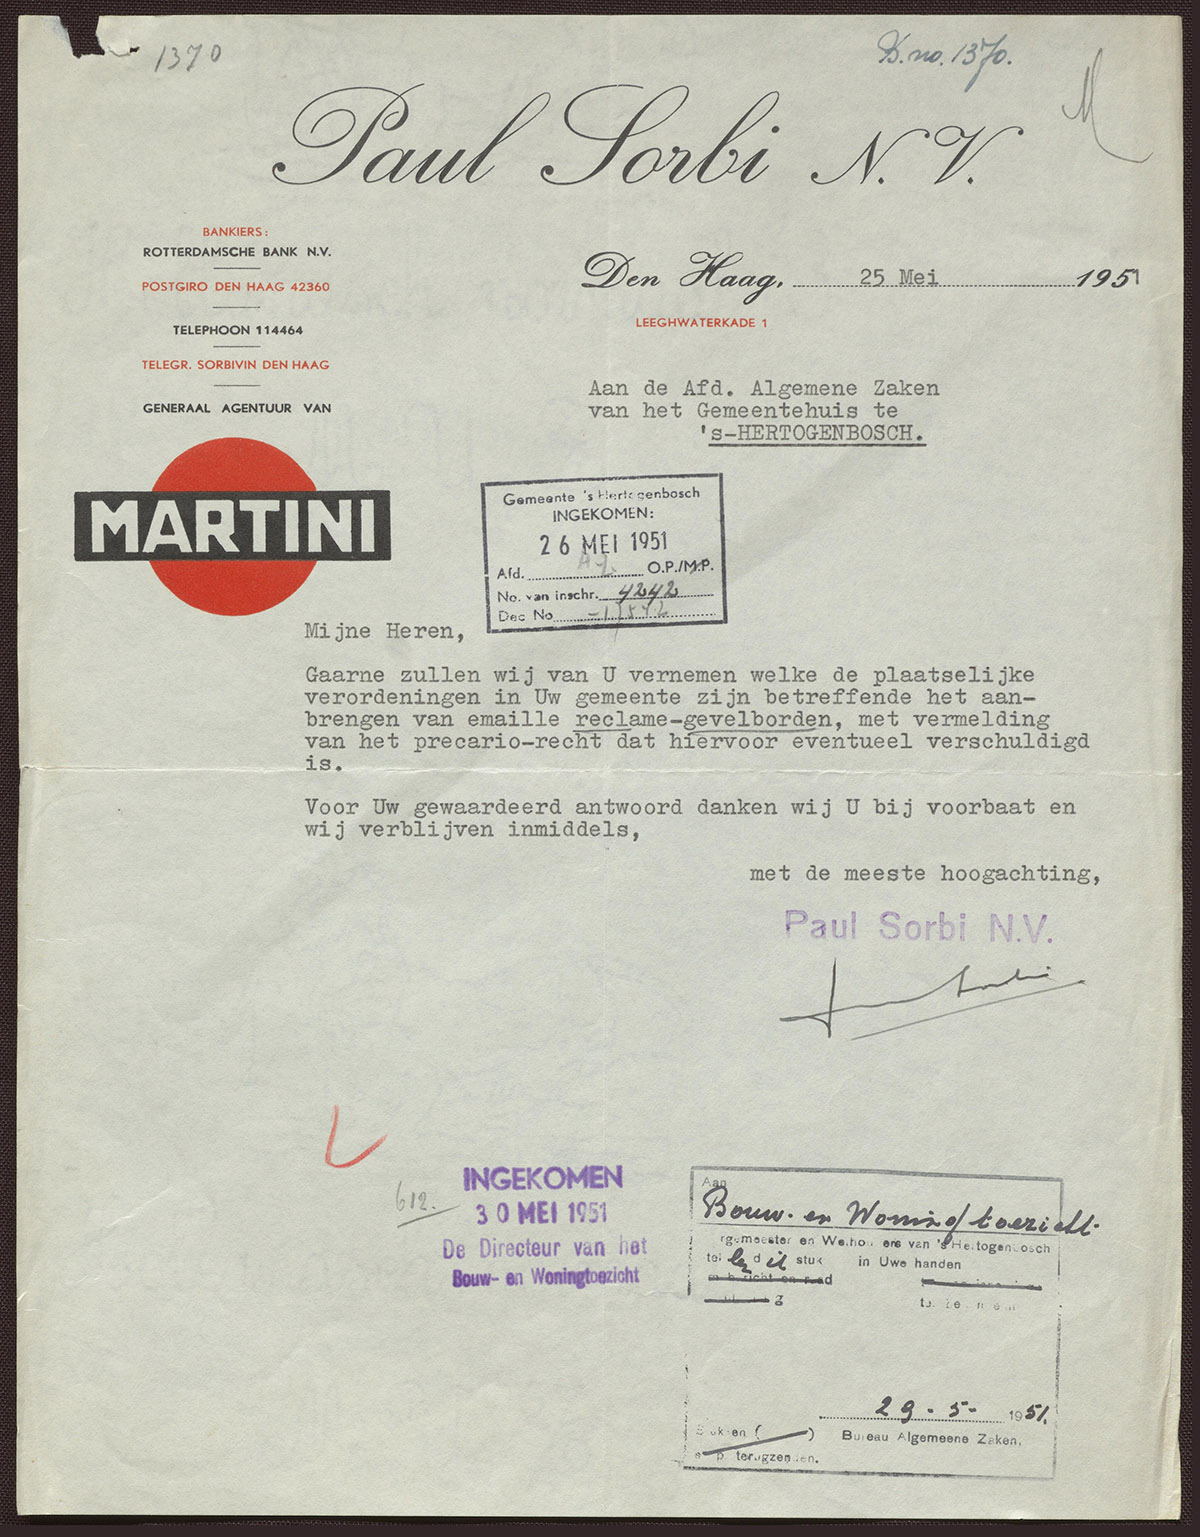 1370
B.no. 1370.
M
Paul Sorbi N.V.
BANKIERS:
ROTTERDAMSCHE BANK N.V.
POSTGIRO DEN HAAG 42360
TELEPHOON 114464
TELEGR. SORBIVIN DEN HAAG
GENERAAL AGENTUUR VAN
MARTINI
Den Haag, 25 Mei 1951
LEEGHWATERKADE 1
Aan de Afd. Algemene Zaken
van het Gemeentehuis te
's-HERTOGENBOSCH.
Gemeente 's Hertogenbosch
INGEKOMEN:
26 MEI 1951
Afd. A.Z. O.P./M.P.
No. van inschr. 4242
Dec No.
Mijne Heren,
Gaarne zullen wij van U vernemen welke de plaatselijke
verordeningen in Uw gemeente zijn betreffende het aan-
brengen van emaille reclame-gevelborden, met vermelding
van het precario-recht dat hiervoor eventueel verschuldigd
is.
Voor Uw gewaardeerd antwoord danken wij U bij voorbaat en
wij verblijven inmiddels,
met de meeste hoogachting,
Paul Sorbi N.V.
612.
INGEKOMEN
30 MEI 1951
De Directeur van het
Bouw- en Woningtoezicht
Aan
Bouw- en Woningtoezicht.
van 's Hertogenbosch
stuk in Uwe handen
29-5-1951.
Bureau Algemene Zaken.